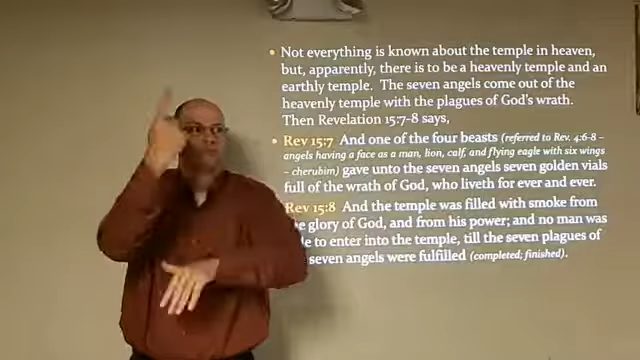 • Not everything is known about the temple in heaven,
but, apparently, there is to be a heavenly temple and an
earthly temple. The seven angels come out of the
heavenly temple with the plagues of God's wrath.
Then Revelation 15:7-8 says,
• Rev 15:7 And one of the four beasts (referred to Rev. 4:6-8 –
angels having a face as a man, lion, calf, and flying eagle with six wings
– cherubim) gave unto the seven angels seven golden vials
full of the wrath of God, who liveth for ever and ever.
Rev 15:8 And the temple was filled with smoke from
glory of God, and from his power; and no man was
to enter into the temple, till the seven plagues of
seven angels were fulfilled (completed; finished).